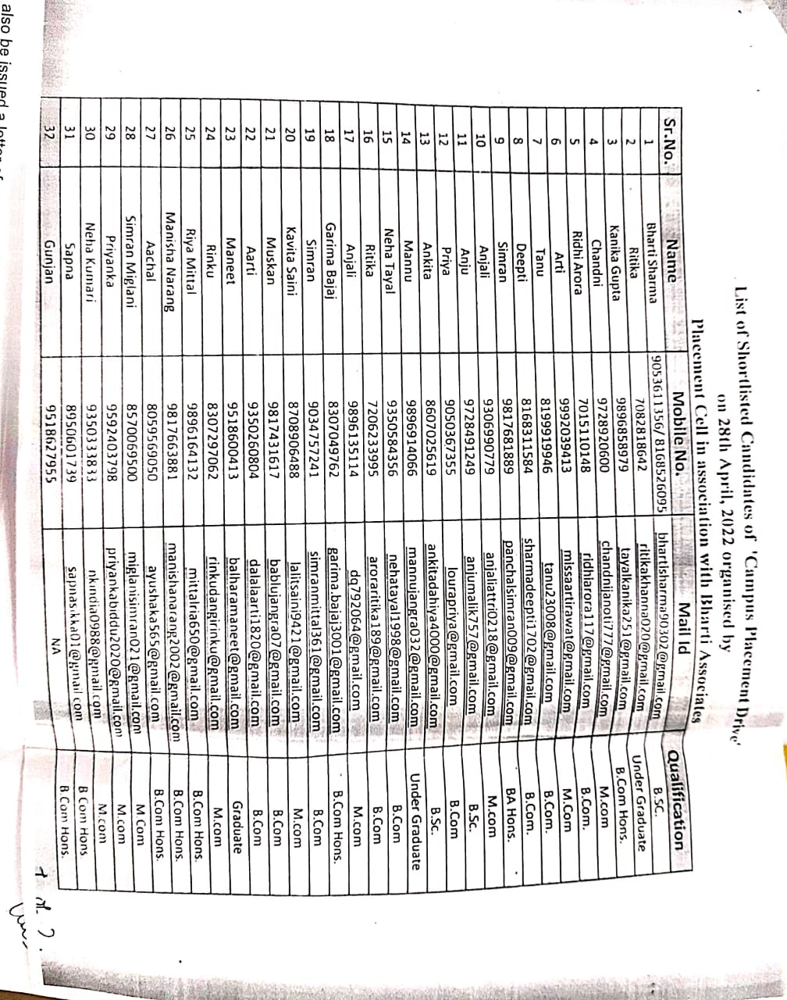 List of Shortlisted Candidates of 'Campus Placement Drive'
on 28th April, 2022 organised by
Placement Cell in association with Bharti Associates
Sr.No. Name Mobile No. Mail Id Qualification
1 Bharti Sharma 9053611356/ 8168526095 bhartisharma90302@gmail.com B.SC.
2 Ritika 7082818642 ritikakhanna020@gmail.com Under Graduate
3 Kanika Gupta 9896858979 tayalkanika251@gmail.com B.Com Hons.
4 Chandni 9728920600 chandnijanoti777@gmail.com M.com
5 Ridhi Arora 7015110148 ridhiarora117@gmail.com B.Com.
6 Arti 9992039413 missaartirawat@gmail.com M.Com
7 Tanu 8199919946 tanu23008@gmail.com B.Com.
8 Deepti 8168311584 sharmadeepti1702@gmail.com B.Com.
9 Simran 9817681889 panchalsimran009@gmail.com BA Hons.
10 Anjali 9306990779 anjaliattri0218@gmail.com M.com
11 Anju 9728491249 anjumalik757@gmail.com B.Sc.
12 Priya 9050367355 lourapriya@gmail.com B.Com
13 Ankita 8607025619 ankitadahiya4000@gmail.com B.Sc.
14 Mannu 9896914066 mannujangra032@gmail.com Under Graduate
15 Neha Tayal 9350584356 nehatayal1998@gmail.com B.Com
16 Ritika 7206233995 aroraritika189@gmail.com B.Com
17 Anjali 9896135114 dq792064@gmail.com M.com
18 Garima Bajaj 8307049762 garima.bajaj3001@gmail.com B.Com Hons.
19 Simran 9034757241 simranmittal361@gmail.com B.Com
20 Kavita Saini 8708906488 lalitsaini9421@gmail.com M.com
21 Muskan 9817431617 bablujangra07@gmail.com B.Com
22 Aarti 9350260804 dalalaarti1820@gmail.com B.Com
23 Maneet 9518600413 balharamaneet@gmail.com Graduate
24 Rinku 8307297062 rinkudangirinku@gmail.com M.com
25 Riya Mittal 9896164132 mittalria650@gmail.com B.Com Hons.
26 Manisha Narang 9817663881 manishanarang2002@gmail.com B.Com Hons.
27 Aachal 8059569050 ayushaka565@gmail.com B.Com Hons.
28 Simran Miglani 8570069500 miglanisimran021@gmail.com M Com
29 Priyanka 9592403798 priyankabiddu2020@gmail.com M.com
30 Neha Kumari 9350333833 nkindia0988@gmail.com M.com
31 Sapna 8950601739 sapnasikka01@gmail.com B Com Hons.
32 Gunjan 9518627955 NA B Com Hons.
also be issued a letter of